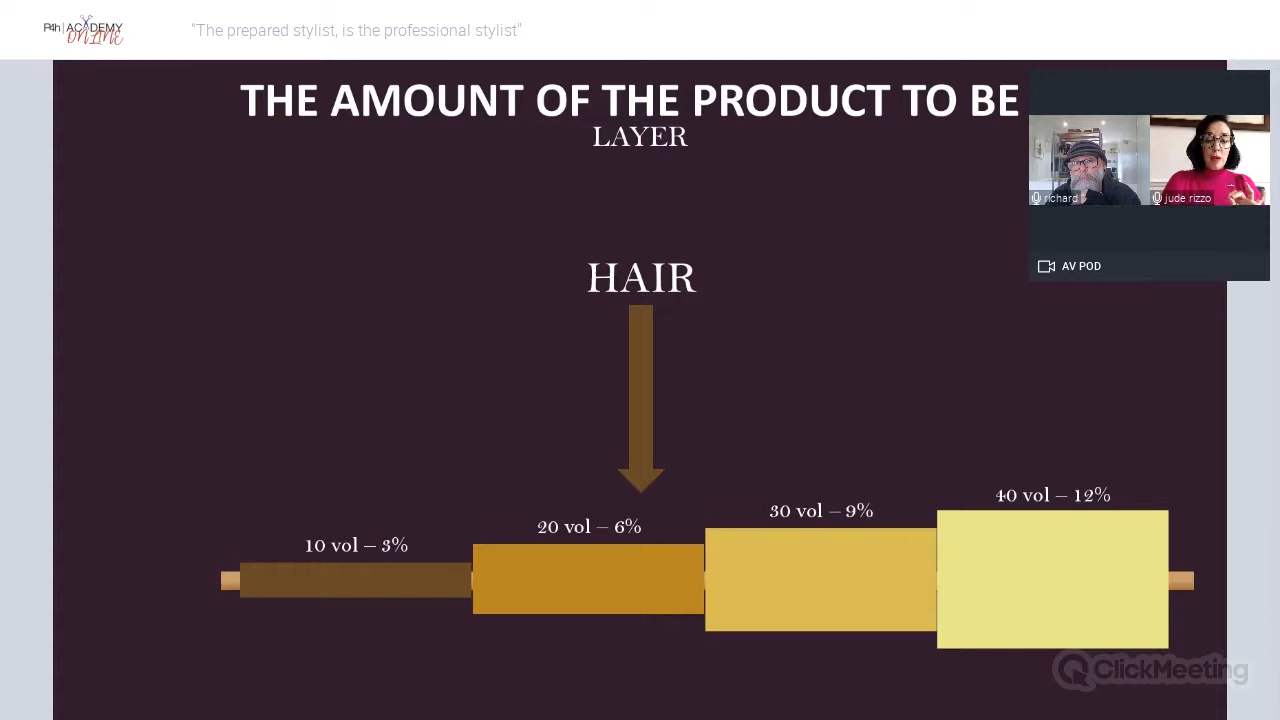 P4h | ACADEMY
ONLINE
"The prepared stylist, is the professional stylist"
THE AMOUNT OF THE PRODUCT TO BE
LAYER
richard
jude rizzo
AV POD
HAIR
10 vol – 3%
20 vol – 6%
30 vol – 9%
40 vol – 12%
ClickMeeting